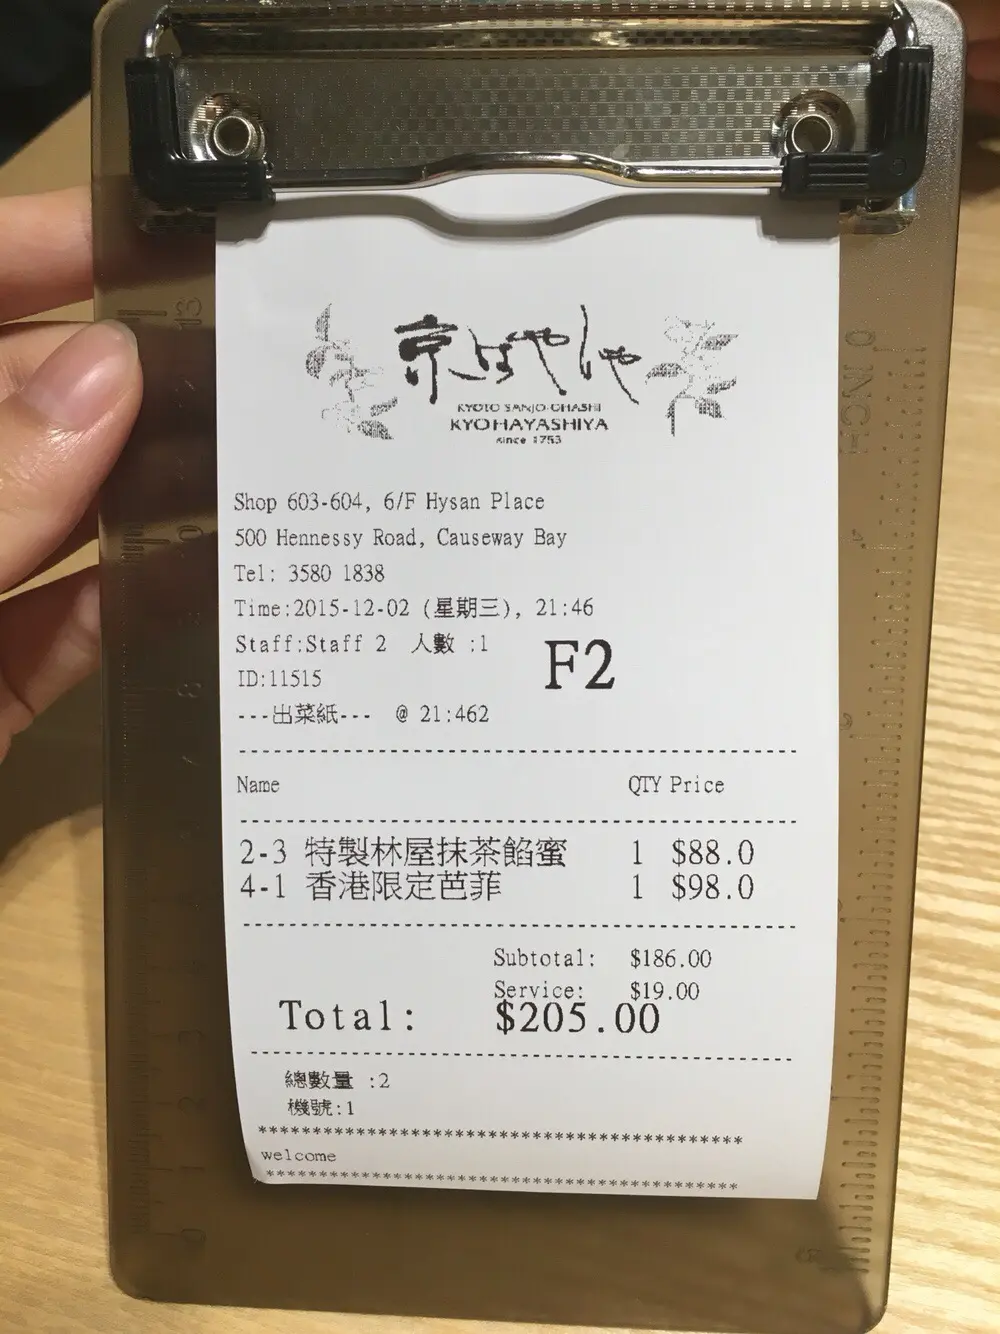 京はやしや
KYOTO SANJO-OHASHI
KYOHAYASHIYA
since 1753
Shop 603-604, 6/F Hysan Place
500 Hennessy Road, Causeway Bay
Tel: 3580 1838
Time:2015-12-02 (星期三), 21:46
Staff:Staff 2 人數 :1
F2
ID:11515
---出菜紙--- @ 21:462
Name QTY Price
2-3 特製林屋抹茶餡蜜 1 $88.0
4-1 香港限定芭菲 1 $98.0
Subtotal: $186.00
Service: $19.00
Total: $205.00
總數量 :2
機號:1
welcome